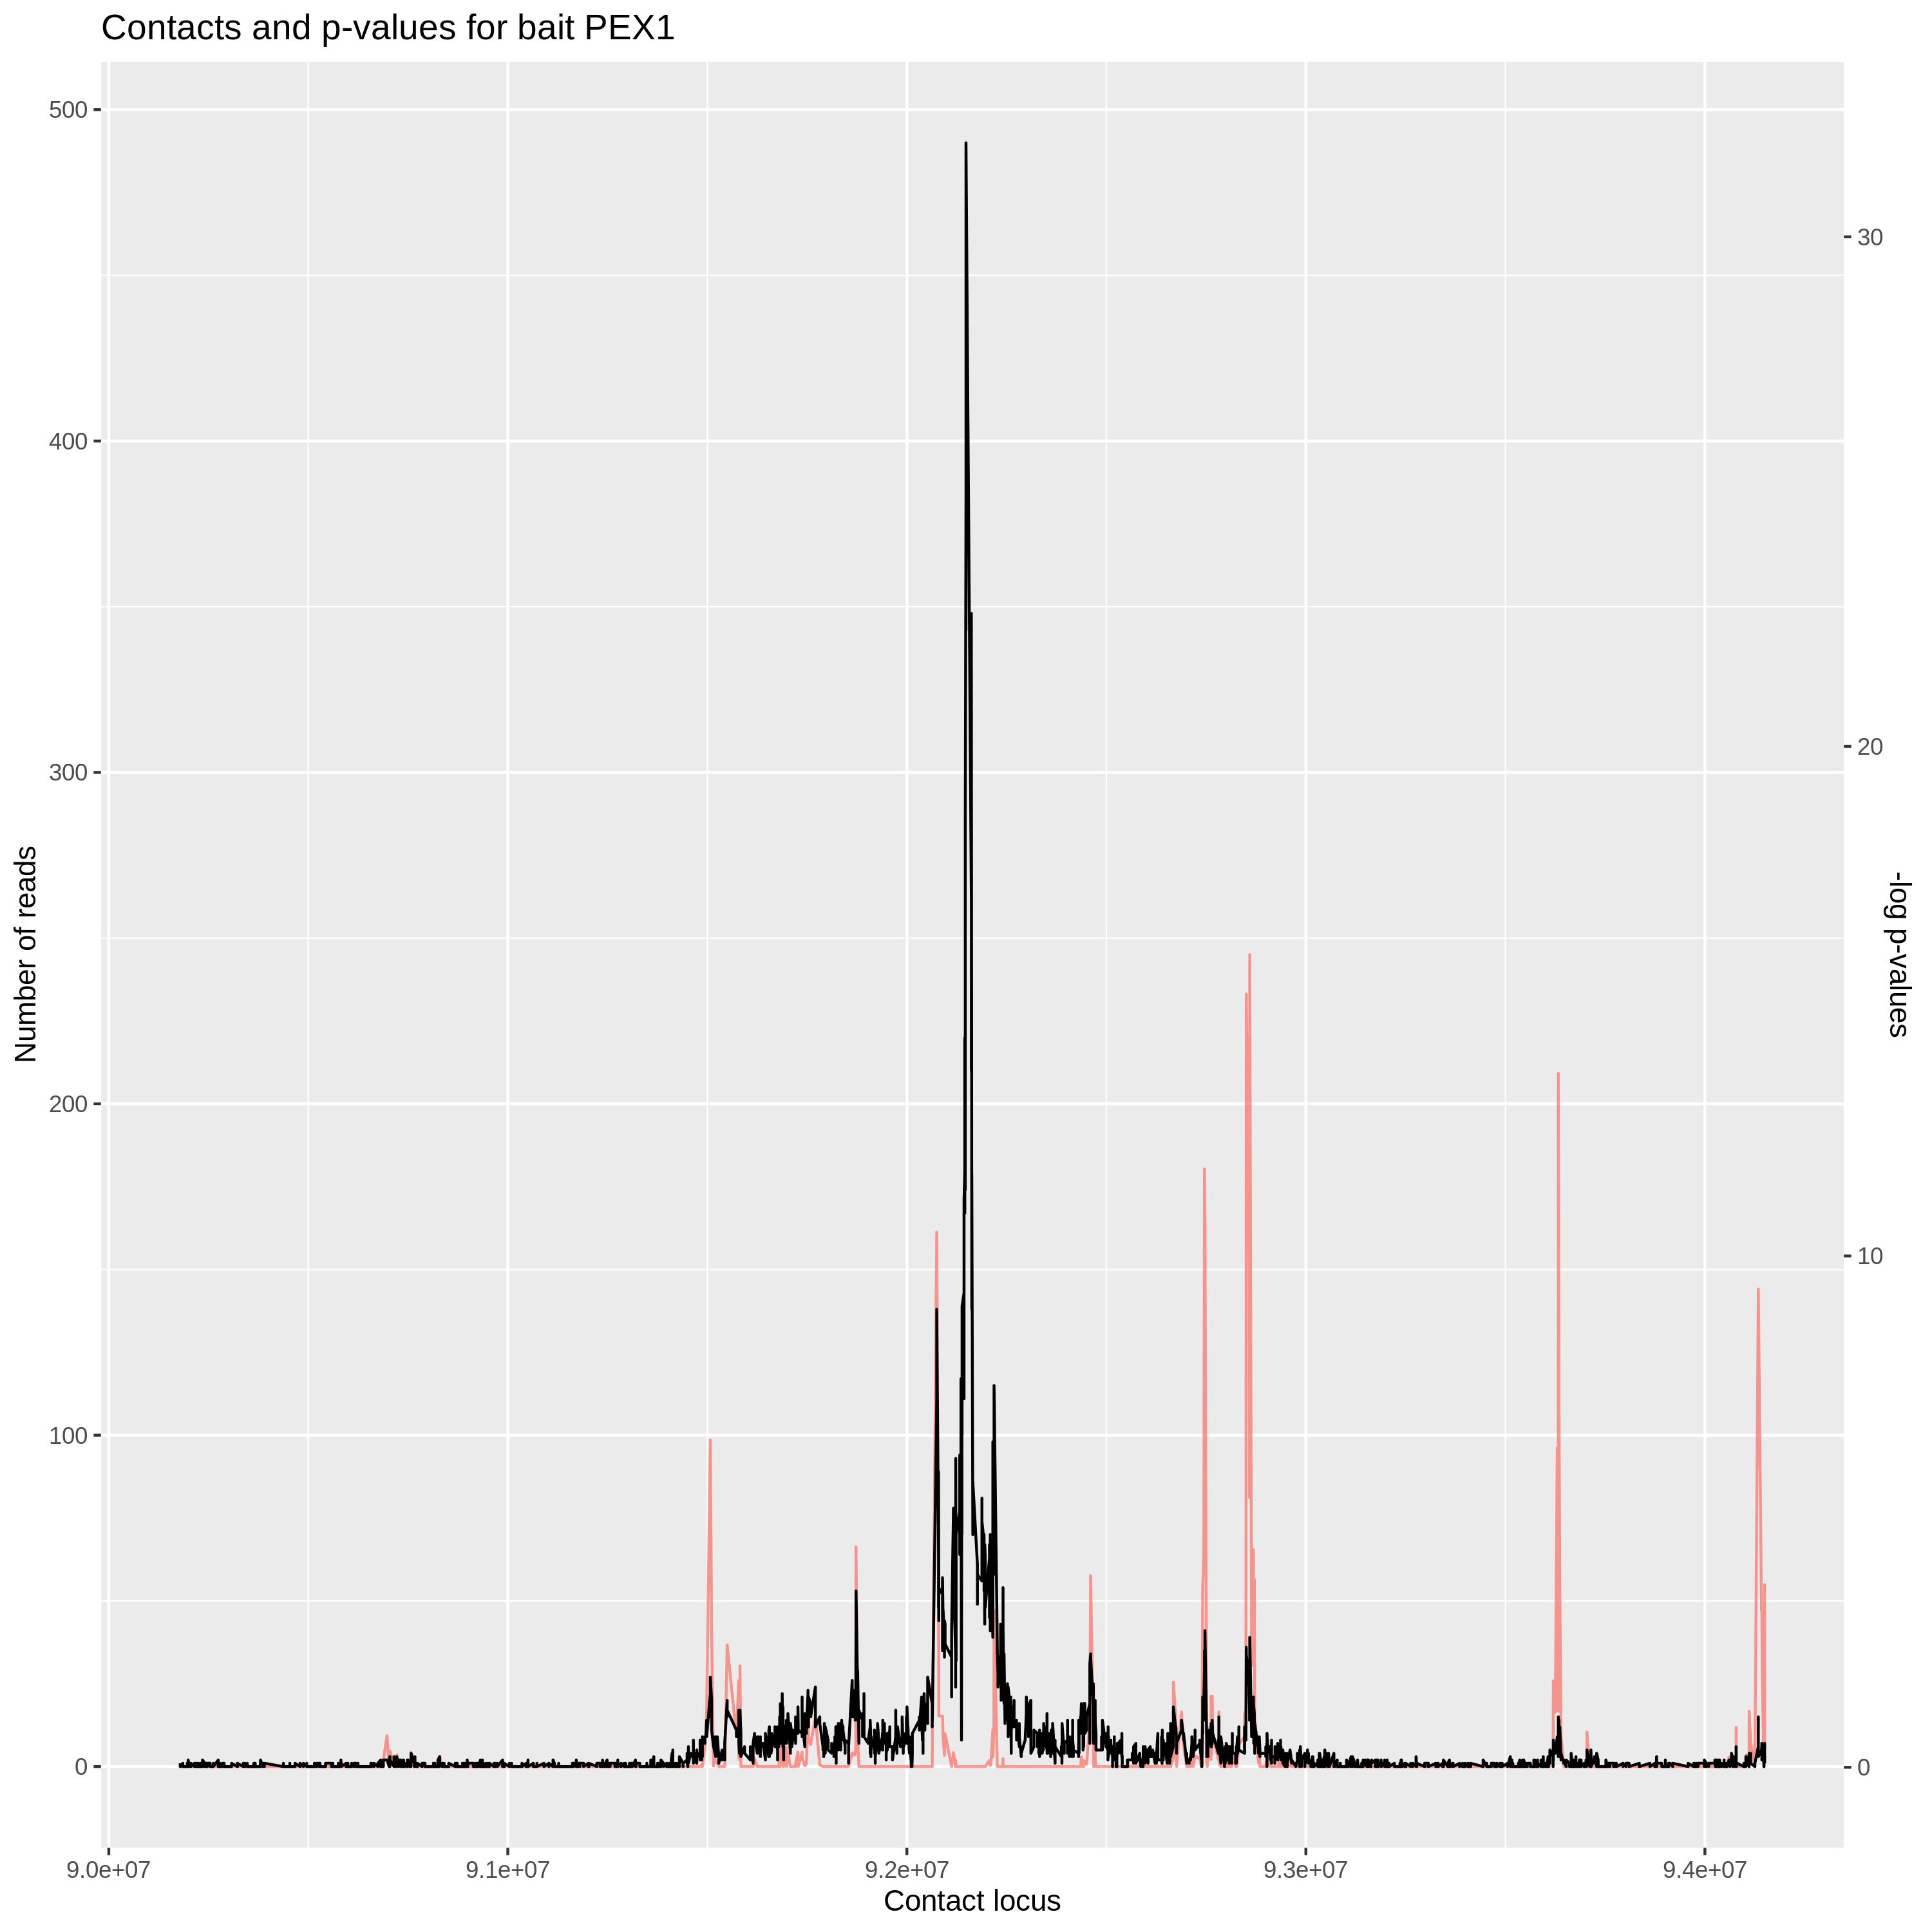 Contacts and p-values for bait PEX1
500
400
300
200
100
0
Number of reads
30
20
10
0
-log p-values
9.0e+07
9.1e+07
9.2e+07
9.3e+07
9.4e+07
Contact locus